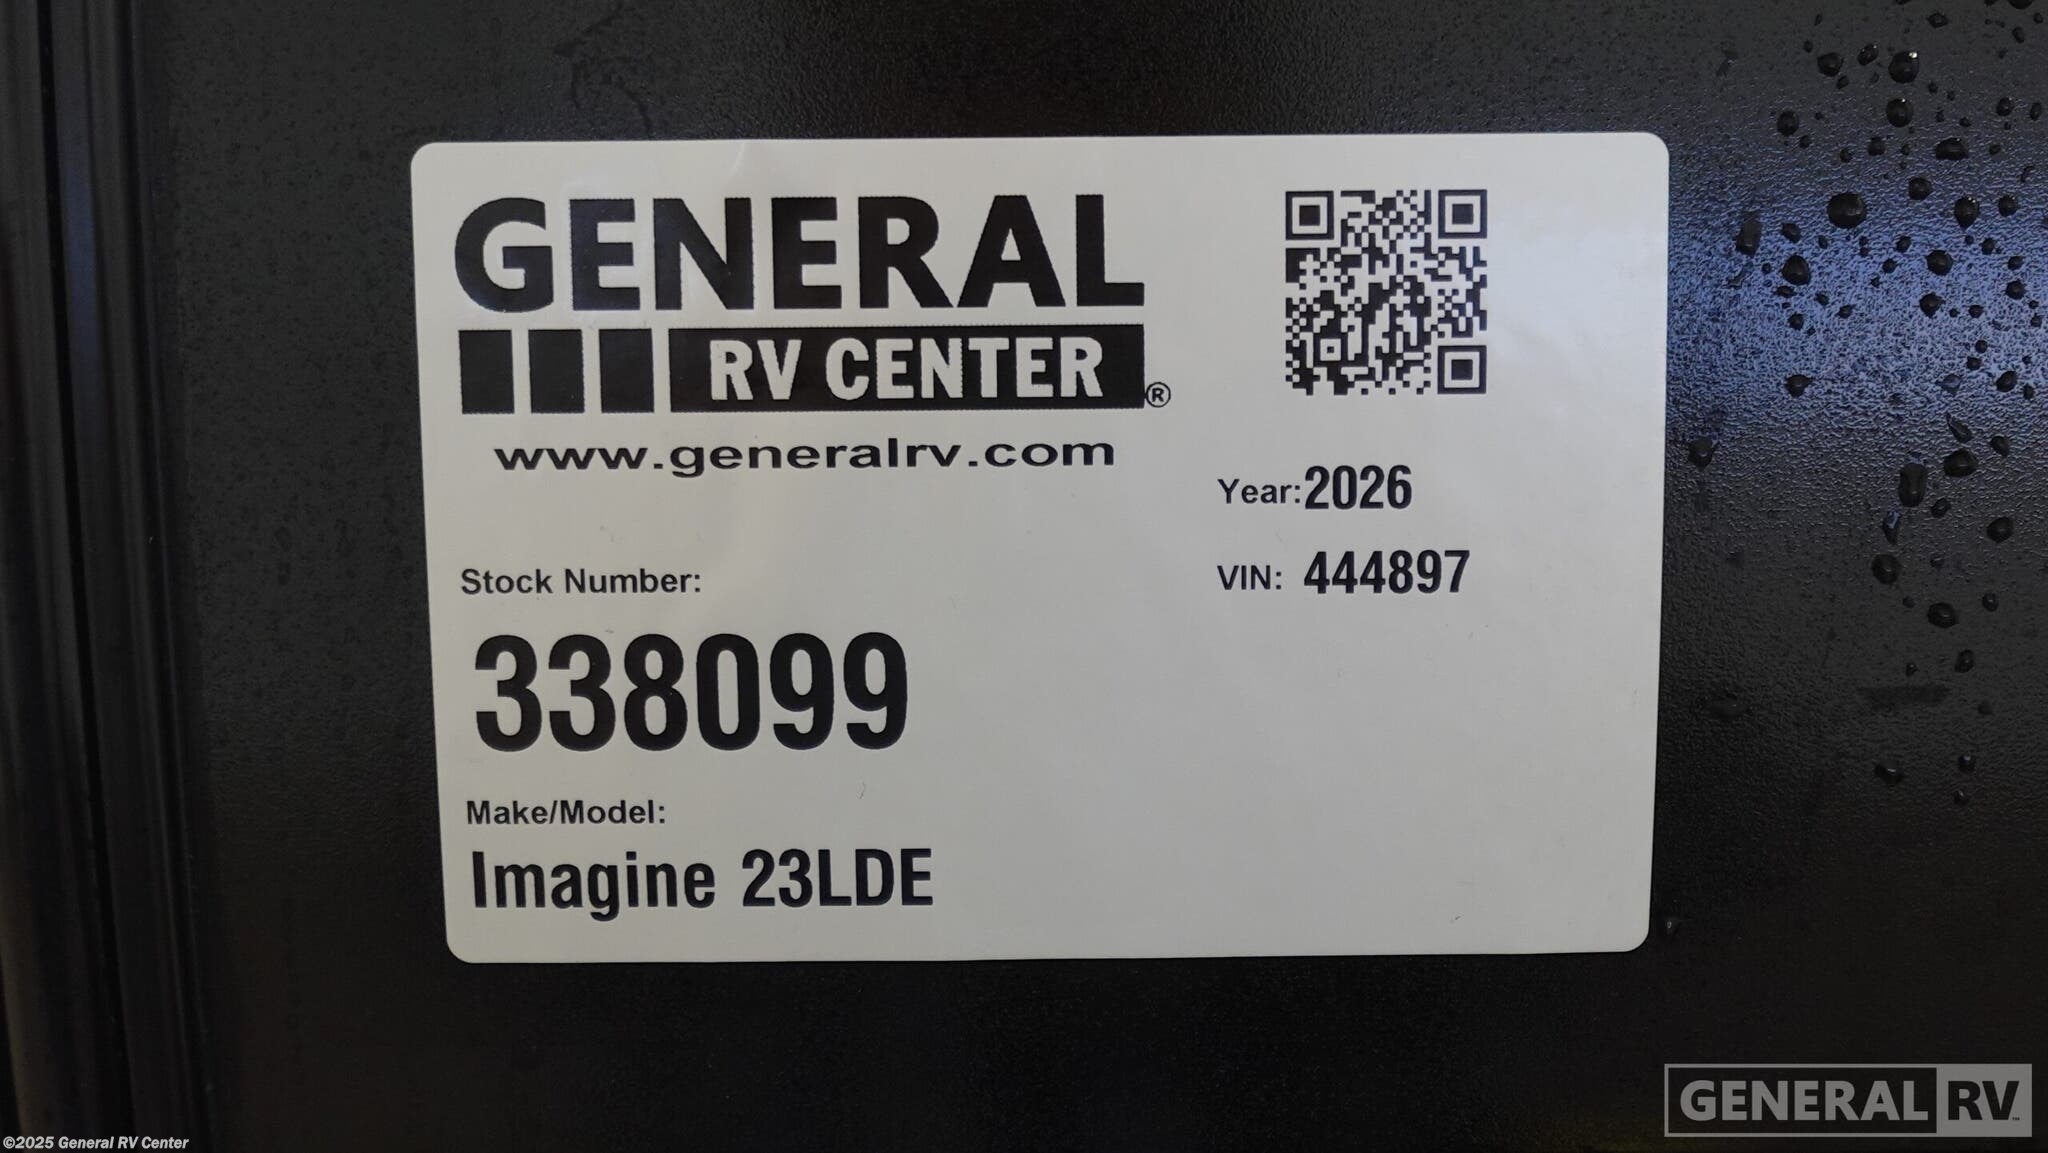 GENERAL
RV CENTER®
www.generalrv.com
Year:2026
VIN: 444897
Stock Number:
338099
Make/Model:
Imagine 23LDE
GENERAL RV™
©2025 General RV Center